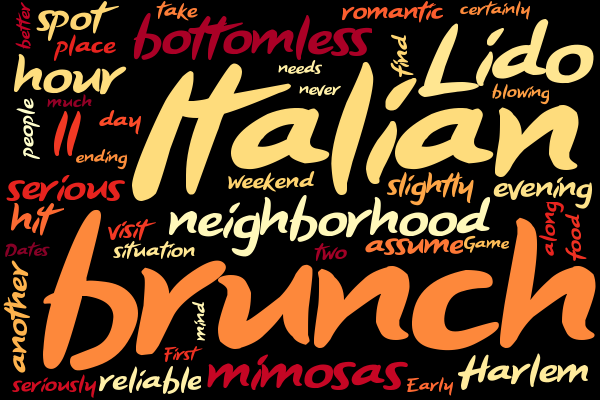 better
spot
take
romantic
certainly
place
bottomless
find
Lido
hour
needs
never
blowing
people
much
ll
day
ending
Italian
serious
weekend
slightly
evening
hit
visit
neighborhood
along
food
Dates
situation
two
assume
Game
another
brunch
mind
First
seriously
reliable
mimosas
Early
Harlem